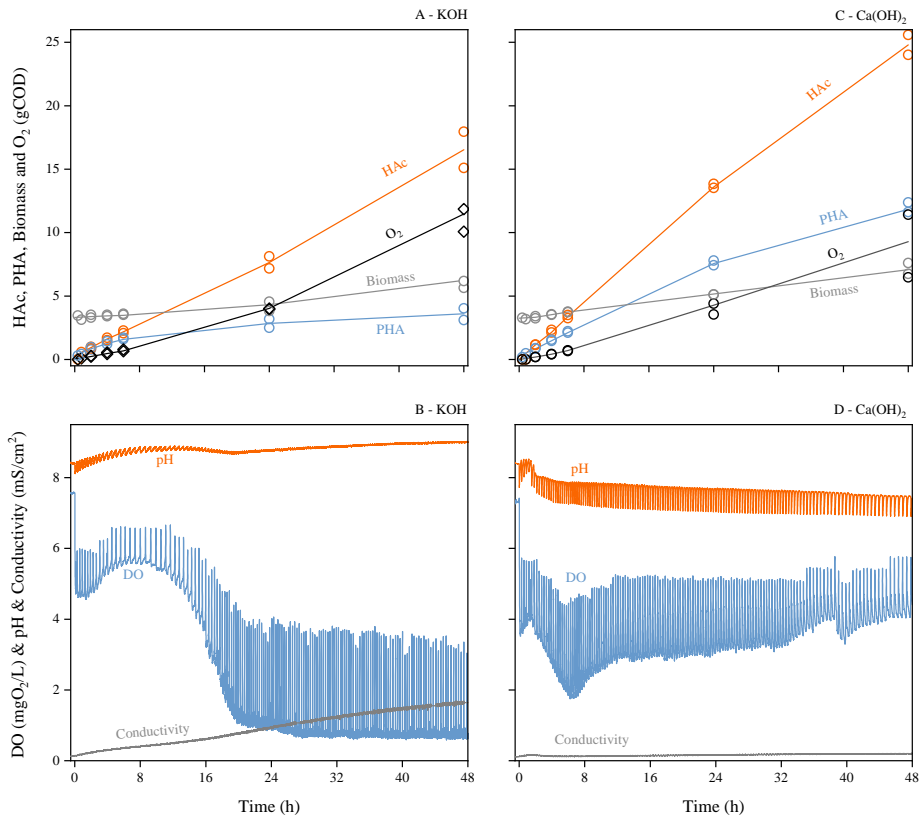 A - KOH
C - Ca(OH)2
HAc, PHA, Biomass and O2 (gCOD)
25
20
15
10
5
0
HAc
O2
Biomass
PHA
HAc
PHA
O2
Biomass
B - KOH
D - Ca(OH)2
DO (mgO2/L) & pH & Conductivity (mS/cm2)
8
6
4
2
0
pH
DO
Conductivity
pH
DO
Conductivity
0 8 16 24 32 40 48
0 8 16 24 32 40 48
Time (h)
Time (h)